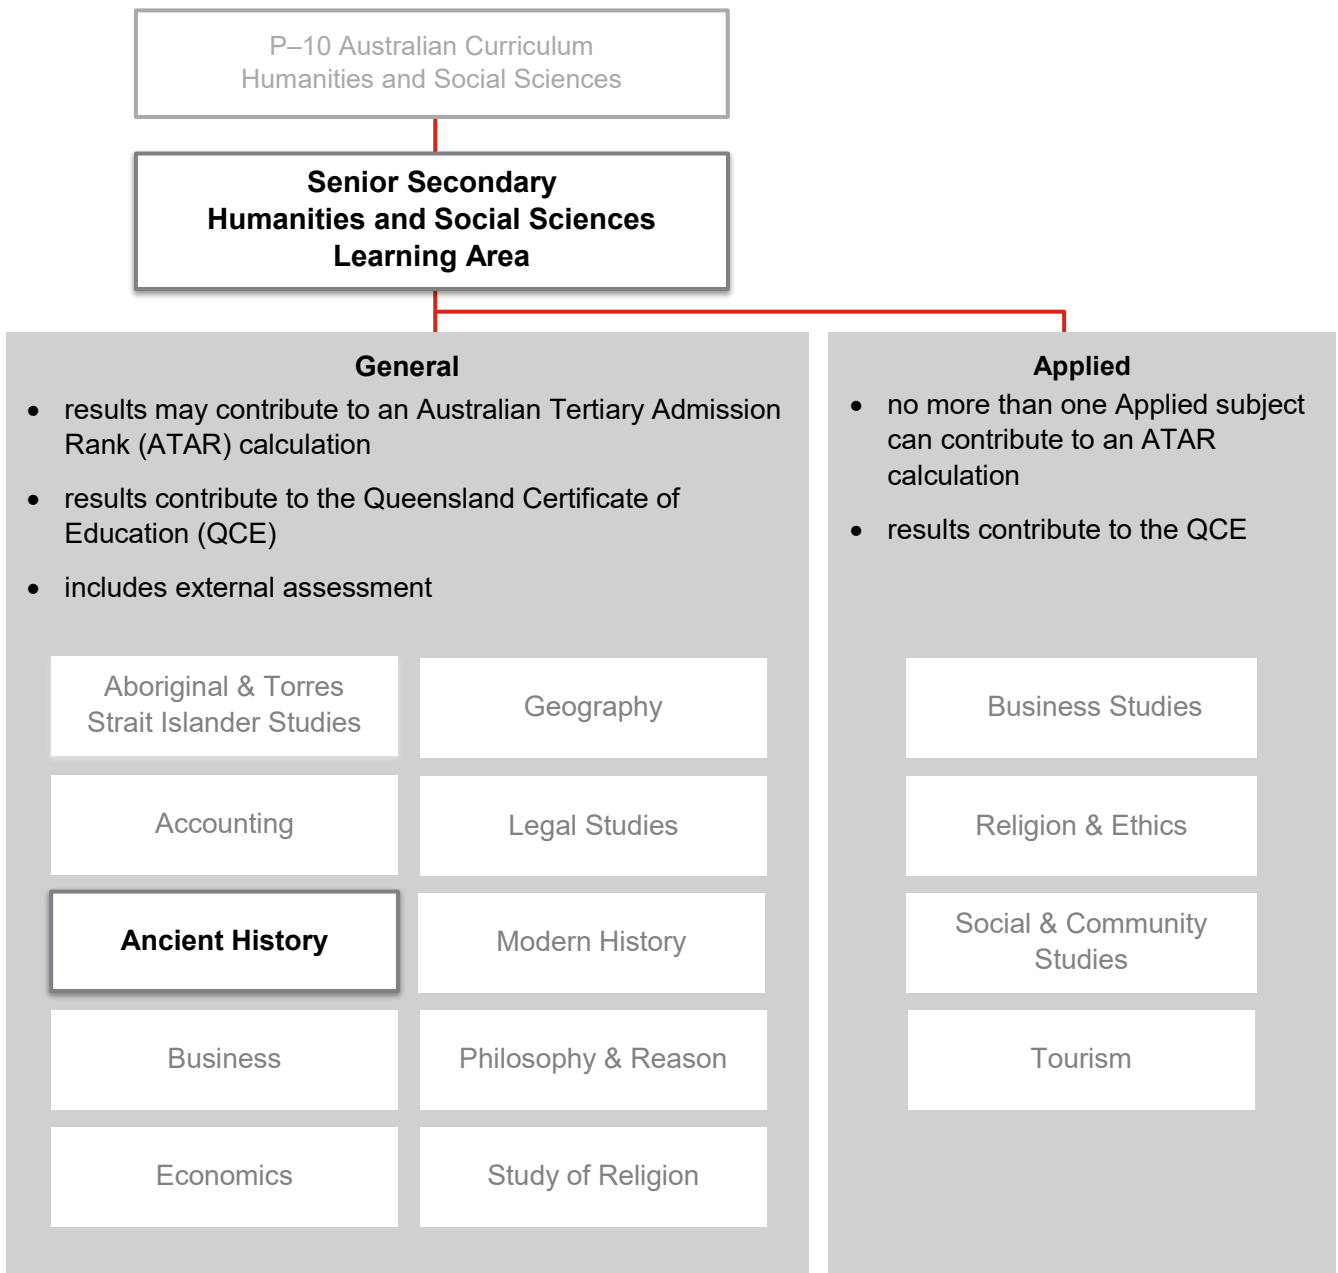 P–10 Australian Curriculum
Humanities and Social Sciences
Senior Secondary
Humanities and Social Sciences
Learning Area
General
• results may contribute to an Australian Tertiary Admission
Rank (ATAR) calculation
• results contribute to the Queensland Certificate of
Education (QCE)
• includes external assessment
Aboriginal & Torres
Strait Islander Studies
Geography
Accounting
Legal Studies
Ancient History
Modern History
Business
Philosophy & Reason
Economics
Study of Religion
Applied
• no more than one Applied subject
can contribute to an ATAR
calculation
• results contribute to the QCE
Business Studies
Religion & Ethics
Social & Community
Studies
Tourism